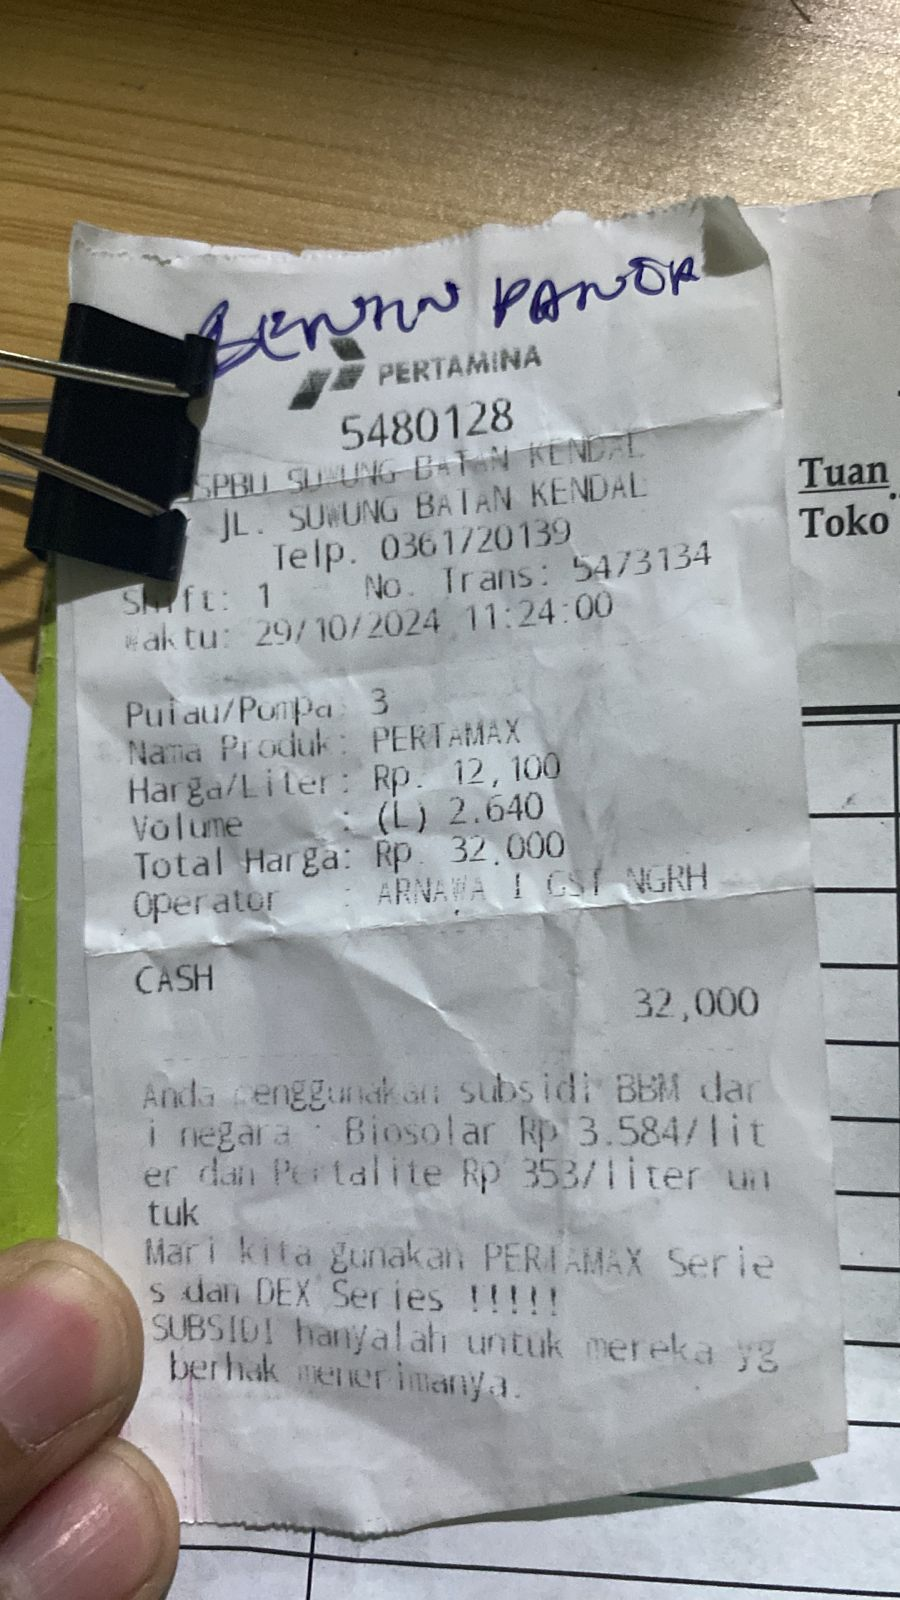 PERTAMINA
5480128
SPBU SUWUNG BATAN KENDAL
JL. SUWUNG BATAN KENDAL
Telp. 0361720139
Shift: 1 No. Trans: 5473134
Waktu: 29/10/2024 11:24:00
Pulau/Pompa: 3
Nama Produk: PERTAMAX
Harga/Liter: Rp. 12,100
Volume : (L) 2.640
Total Harga: Rp. 32.000
Operator : ARNAWA I GSI NGRH
CASH
32,000
Anda menggunakan subsidi BBM dar
i negara : Biosolar Rp 3.584/lit
er dan Pertalite Rp 353/liter un
tuk
Mari kita gunakan PERTAMAX Serie
s dan DEX Series !!!!!
SUBSIDI hanyalah untuk mereka yg
berhak menerimanya.
Tuan
Toko